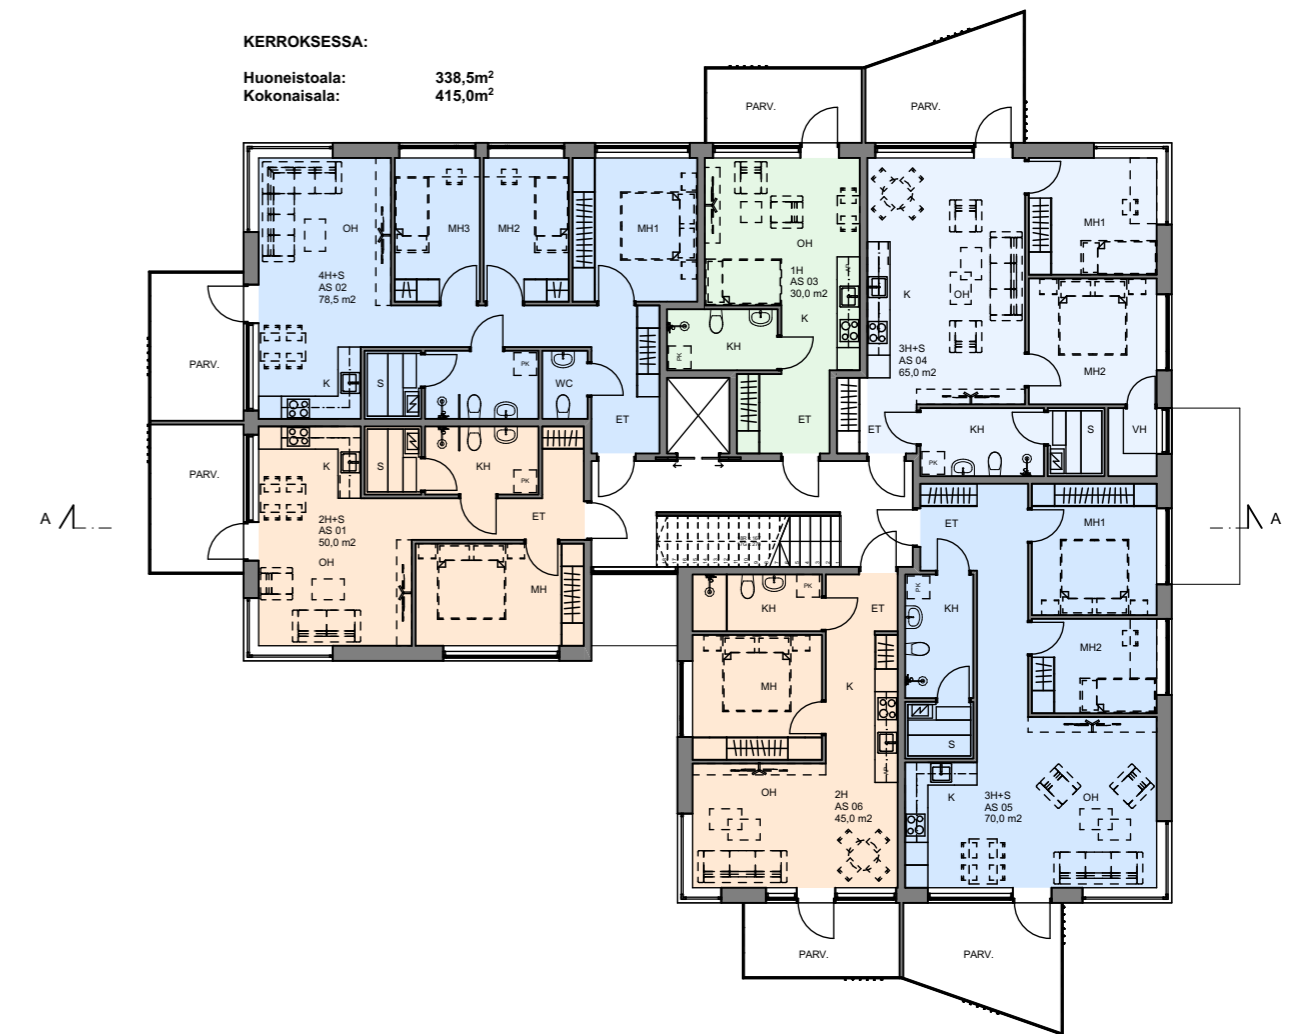 KERROKSESSA:
Huoneistoala: 338,5m²
Kokonaisala: 415,0m²
PARV.
PARV.
OH
MH3
MH2
MH1
4H+S
AS 02
78,5 m2
PARV.
K
S
PK
WC
ET
OH
1H
AS 03
30,0 m2
K
KH
PK
ET
K
OH
3H+S
AS 04
65,0 m2
MH1
MH2
ET
KH
PK
S
VH
PARV.
K
S
KH
PK
ET
2H+S
AS 01
50,0 m2
OH
MH
A
A
ET
MH1
KH
PK
ET
PK
KH
MH2
MH
K
S
OH
2H
AS 06
45,0 m2
K
3H+S
AS 05
70,0 m2
OH
PARV.
PARV.